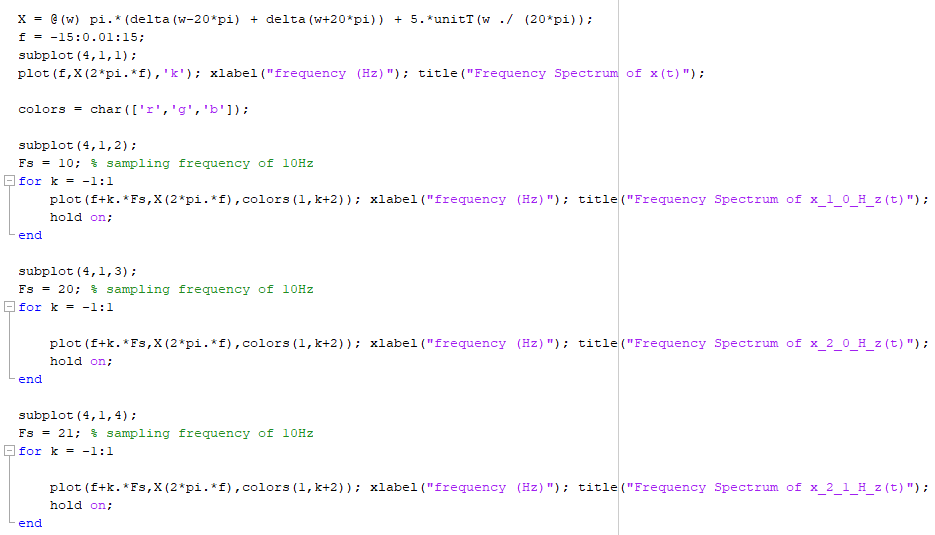 X = @(w) pi.*(delta(w-20*pi) + delta(w+20*pi)) + 5.*unitT(w ./ (20*pi));
f = -15:0.01:15;
subplot(4,1,1);
plot(f,X(2*pi.*f),'k'); xlabel("frequency (Hz)"); title("Frequency Spectrum of x(t)");
colors = char(['r','g','b']);
subplot(4,1,2);
Fs = 10; % sampling frequency of 10Hz
for k = -1:1
plot(f+k.*Fs,X(2*pi.*f),colors(1,k+2)); xlabel("frequency (Hz)"); title("Frequency Spectrum of x_1_0_H_z(t)");
hold on;
end
subplot(4,1,3);
Fs = 20; % sampling frequency of 10Hz
for k = -1:1
plot(f+k.*Fs,X(2*pi.*f),colors(1,k+2)); xlabel("frequency (Hz)"); title("Frequency Spectrum of x_2_0_H_z(t)");
hold on;
end
subplot(4,1,4);
Fs = 21; % sampling frequency of 10Hz
for k = -1:1
plot(f+k.*Fs,X(2*pi.*f),colors(1,k+2)); xlabel("frequency (Hz)"); title("Frequency Spectrum of x_2_1_H_z(t)");
hold on;
end